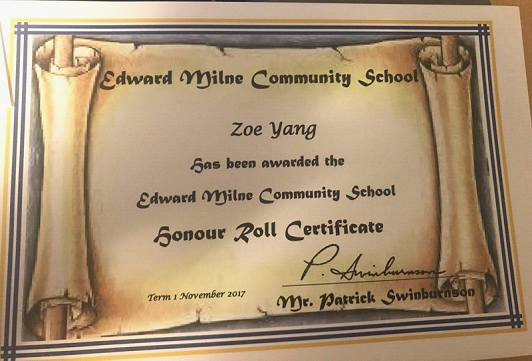 Edward Milne Community School
Zoe Yang
Has been awarded the
Edward Milne Community School
Honour Roll Certificate
P. Swinburnson
Term 1 November 2017
Mr. Patrick Swinburnson